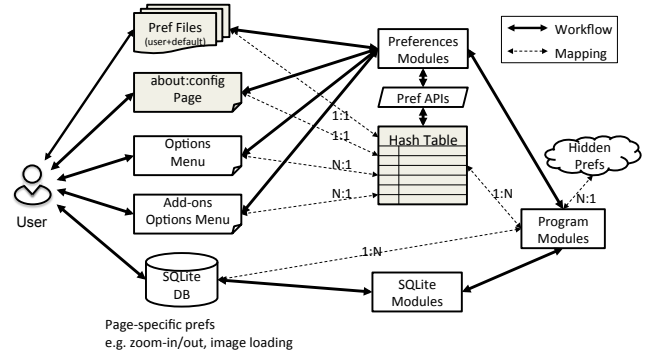 Pref Files
(user+default)
about:config
Page
Options
Menu
Add-ons
Options Menu
User
SQLite
DB
Page-specific prefs
e.g. zoom-in/out, image loading
Preferences
Modules
Pref APIs
Hash Table
1:1
1:1
N:1
N:1
1:N
1:N
N:1
Hidden
Prefs
Program
Modules
SQLite
Modules
Workflow
Mapping